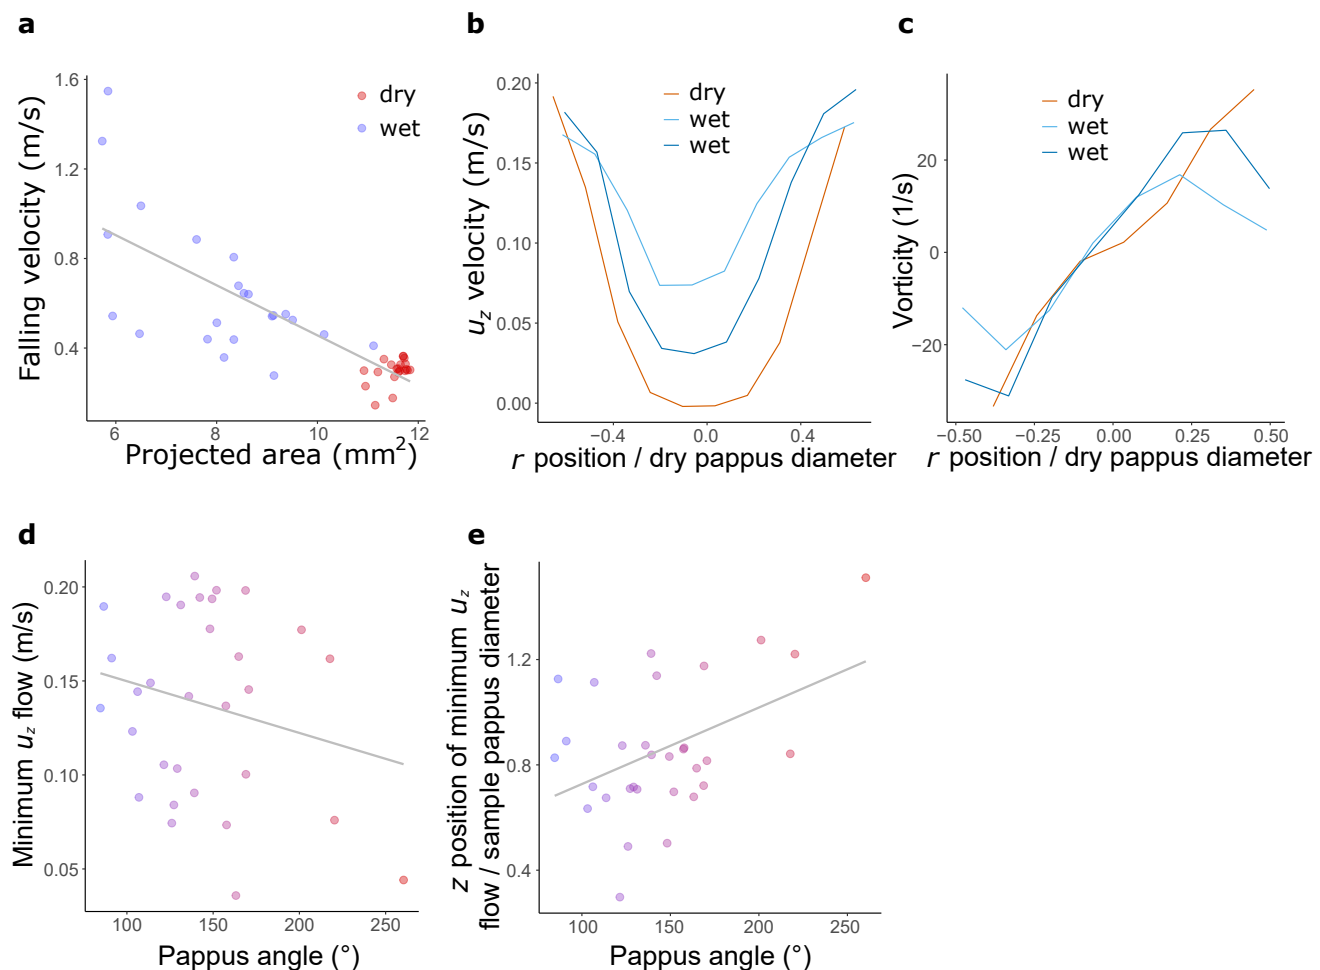 a
Falling velocity (m/s)
1.6
1.2
0.8
0.4
6
8
10
12
Projected area (mm²)
dry
wet
b
u_z velocity (m/s)
0.20
0.15
0.10
0.05
0.00
−0.4
0.0
0.4
r position / dry pappus diameter
dry
wet
wet
c
Vorticity (1/s)
20
0
−20
−0.50
−0.25
0.00
0.25
0.50
r position / dry pappus diameter
dry
wet
wet
d
Minimum u_z flow (m/s)
0.20
0.15
0.10
0.05
100
150
200
250
Pappus angle (°)
e
z position of minimum u_z
flow / sample pappus diameter
1.2
0.8
0.4
100
150
200
250
Pappus angle (°)